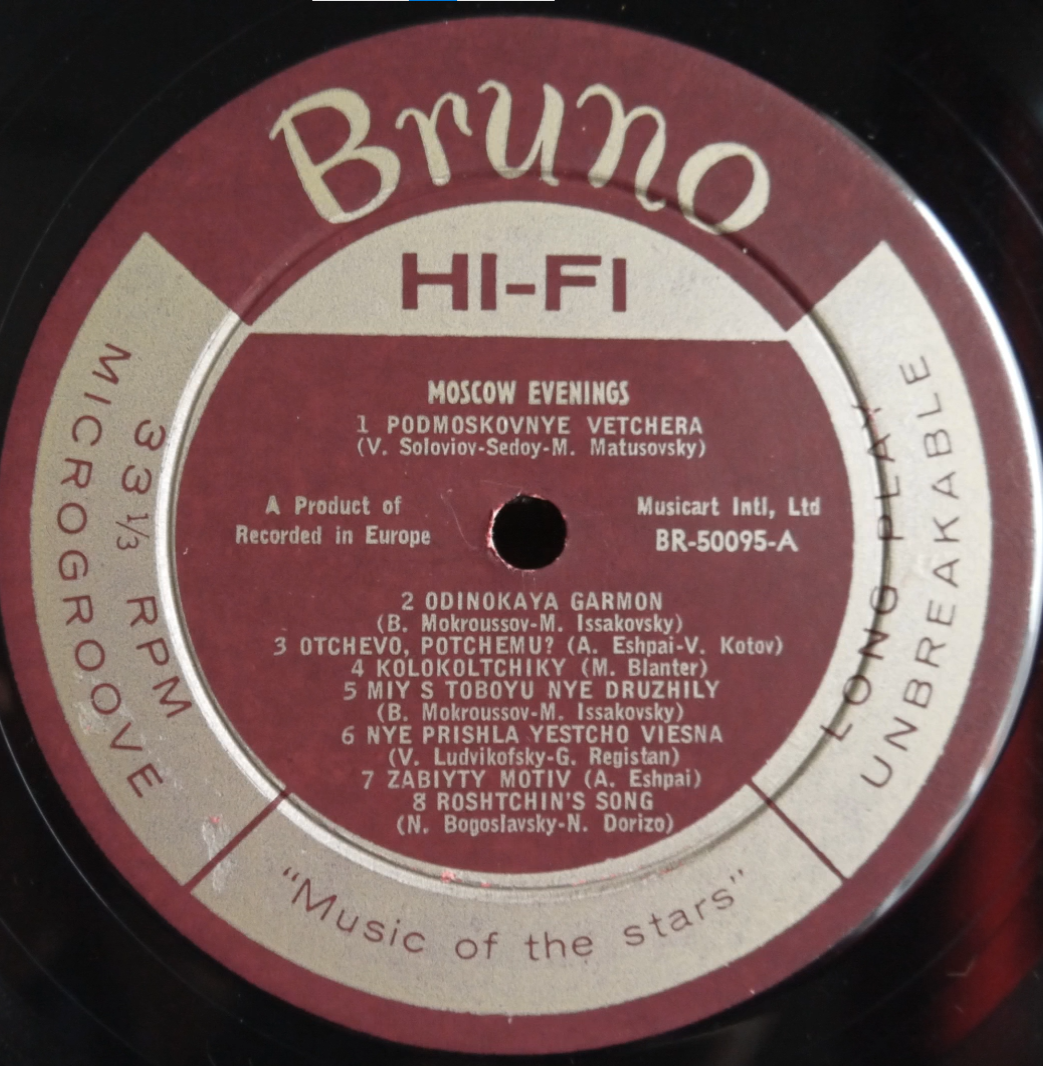 Bruno
HI-FI
MICROGROOVE
33 1/3 RPM
LONG PLAY
UNBREAKABLE
MOSCOW EVENINGS
1 PODMOSKOVNYE VETCHERA
(V. Soloviov-Sedoy-M. Matusovsky)
A Product of
Recorded in Europe
Musicart Intl, Ltd
BR-50095-A
2 ODINOKAYA GARMON
(B. Mokroussov-M. Issakovsky)
3 OTCHEVO, POTCHEMU? (A. Eshpai-V. Kotov)
4 KOLOKOLTCHIKY (M. Blanter)
5 MIY S TOBOYU NYE DRUZHILY
(B. Mokroussov-M. Issakovsky)
6 NYE PRISHLA YESTCHO VIESNA
(V. Ludvikofsky-G. Registan)
7 ZABIYTY MOTIV (A. Eshpai)
8 ROSHTCHIN'S SONG
(N. Bogoslavsky-N. Dorizo)
"Music of the stars"